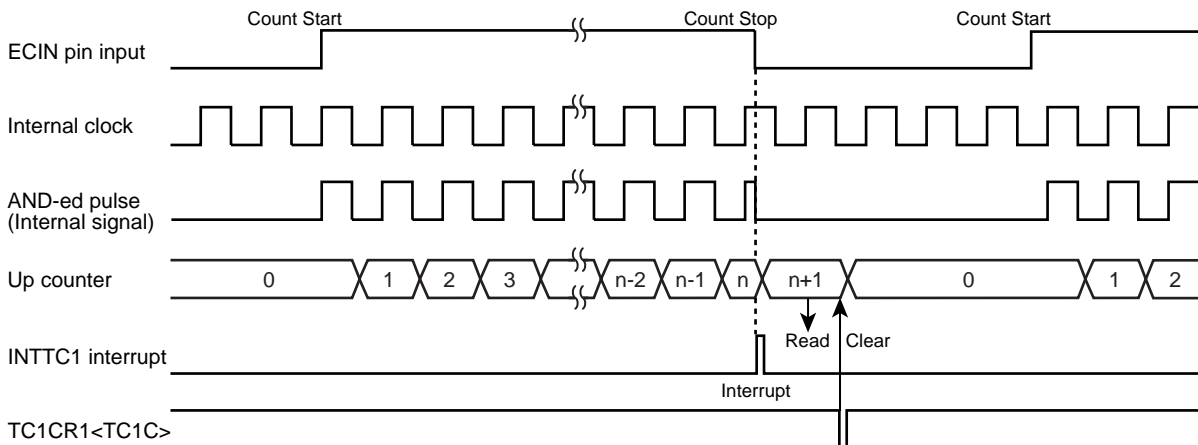 Count Start
Count Stop
Count Start
ECIN pin input
Internal clock
AND-ed pulse
(Internal signal)
Up counter
0 1 2 3 n-2 n-1 n n+1 0 1 2
Read
Clear
INTTC1 interrupt
Interrupt
TC1CR1<TC1C>